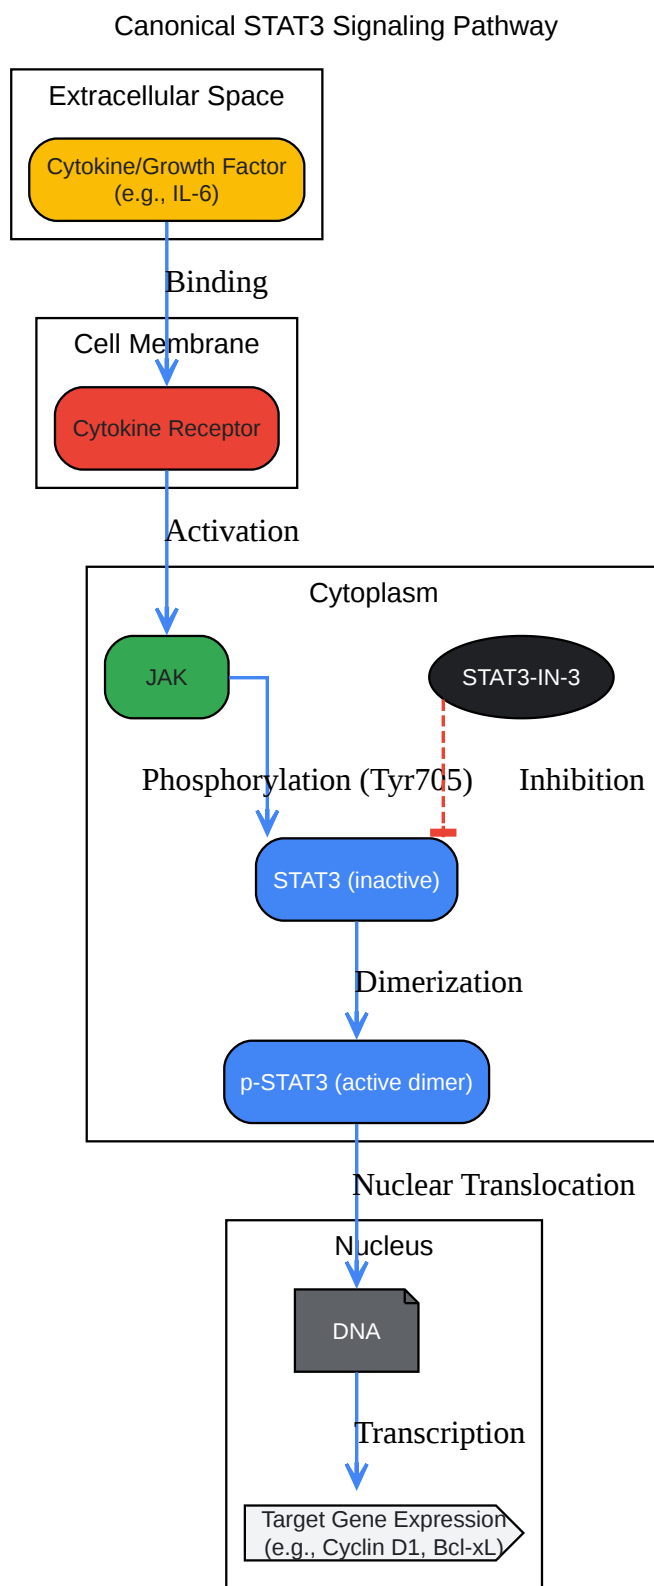 Canonical STAT3 Signaling Pathway
Extracellular Space
Cytokine/Growth Factor
(e.g., IL-6)
Binding
Cell Membrane
Cytokine Receptor
Activation
Cytoplasm
JAK
STAT3-IN-3
Phosphorylation (Tyr705)
Inhibition
STAT3 (inactive)
Dimerization
p-STAT3 (active dimer)
Nuclear Translocation
Nucleus
DNA
Transcription
Target Gene Expression
(e.g., Cyclin D1, Bcl-xL)